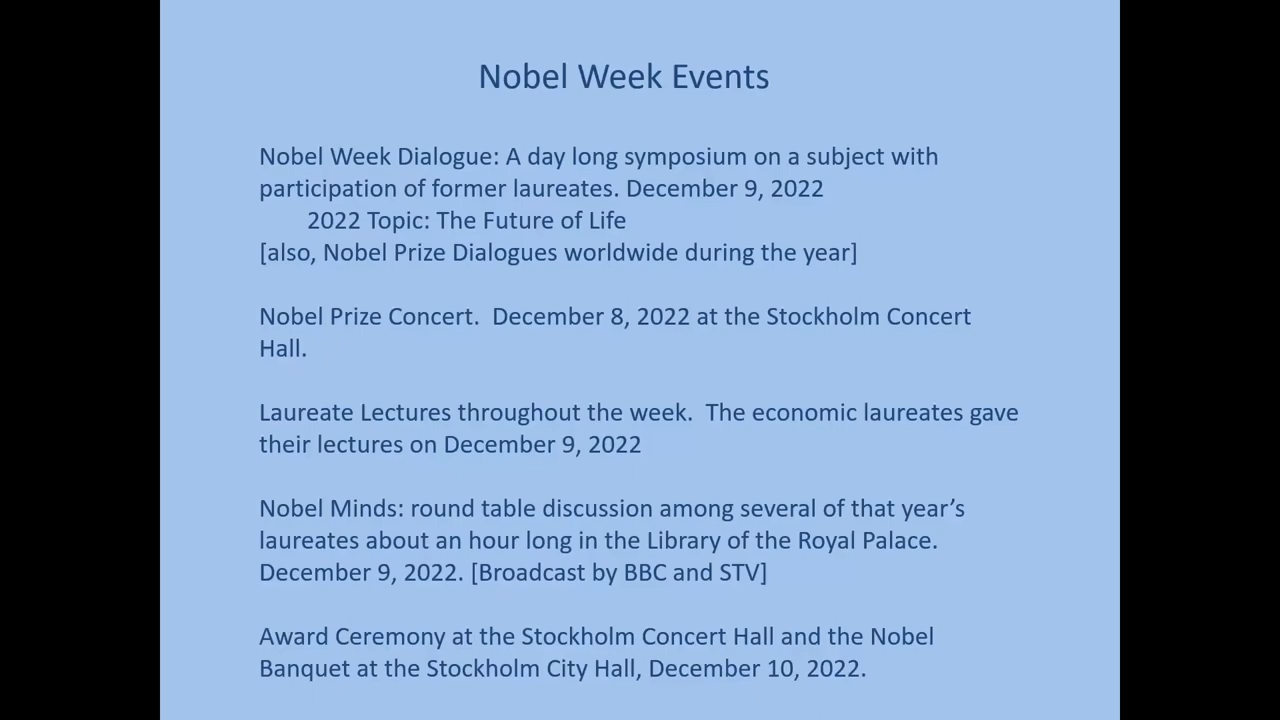 Nobel Week Events
Nobel Week Dialogue: A day long symposium on a subject with
participation of former laureates. December 9, 2022
2022 Topic: The Future of Life
[also, Nobel Prize Dialogues worldwide during the year]
Nobel Prize Concert.  December 8, 2022 at the Stockholm Concert
Hall.
Laureate Lectures throughout the week.  The economic laureates gave
their lectures on December 9, 2022
Nobel Minds: round table discussion among several of that year’s
laureates about an hour long in the Library of the Royal Palace.
December 9, 2022. [Broadcast by BBC and STV]
Award Ceremony at the Stockholm Concert Hall and the Nobel
Banquet at the Stockholm City Hall, December 10, 2022.